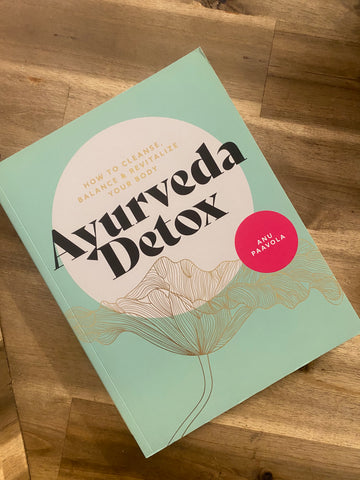 HOW TO CLEANSE,
BALANCE & REVITALIZE
YOUR BODY
Ayurveda
Detox
ANU
PAAVOLA